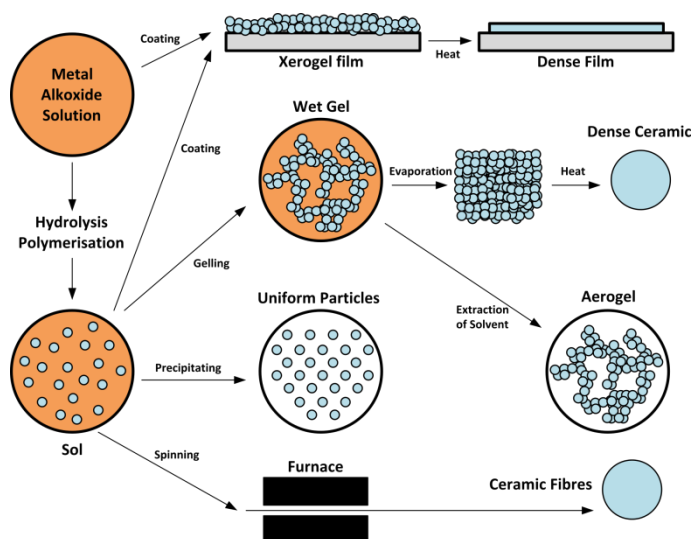 Coating
Xerogel film
Heat
Dense Film
Metal
Alkoxide
Solution
Coating
Wet Gel
Evaporation
Heat
Dense Ceramic
Hydrolysis
Polymerisation
Gelling
Uniform Particles
Extraction
of Solvent
Aerogel
Precipitating
Sol
Spinning
Furnace
Ceramic Fibres